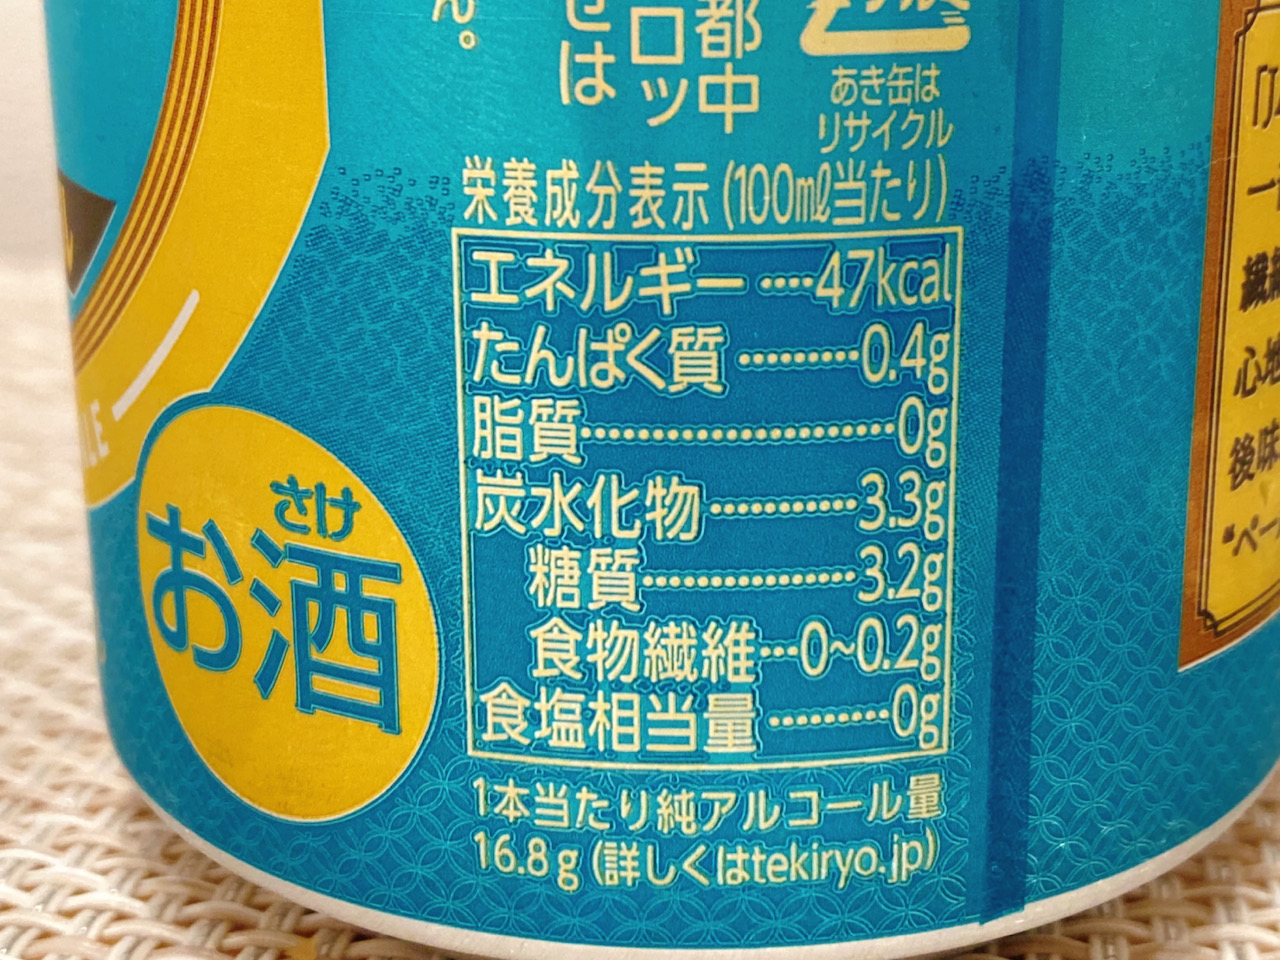 ん。
せは
ロッ
都中
あき缶は
リサイクル
栄養成分表示(100mℓ当たり)
エネルギー ····47kcal
たんぱく質 ·········0.4g
脂質························0g
炭水化物···········3.3g
糖質················3.2g
食物繊維···0~0.2g
食塩相当量 ·········0g
1本当たり純アルコール量
16.8g (詳しくはtekiryo.jp)
さけ
お酒
心地
後味